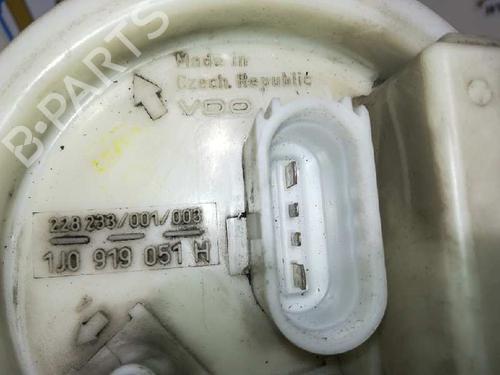 Made in
Czech. Republic
VDO
B-PARTS
228 233/001/003
1J0 919 051 H